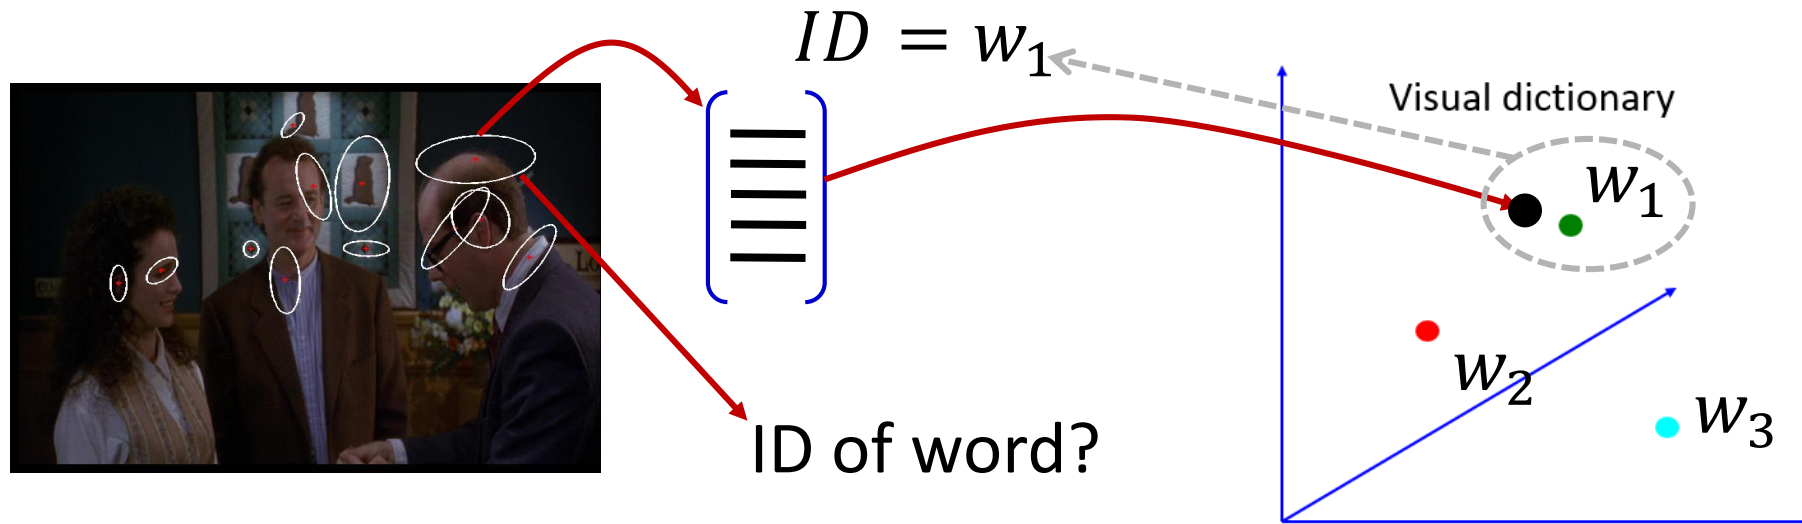 ID = w₁
Visual dictionary
w₁
w₂
w₃
ID of word?